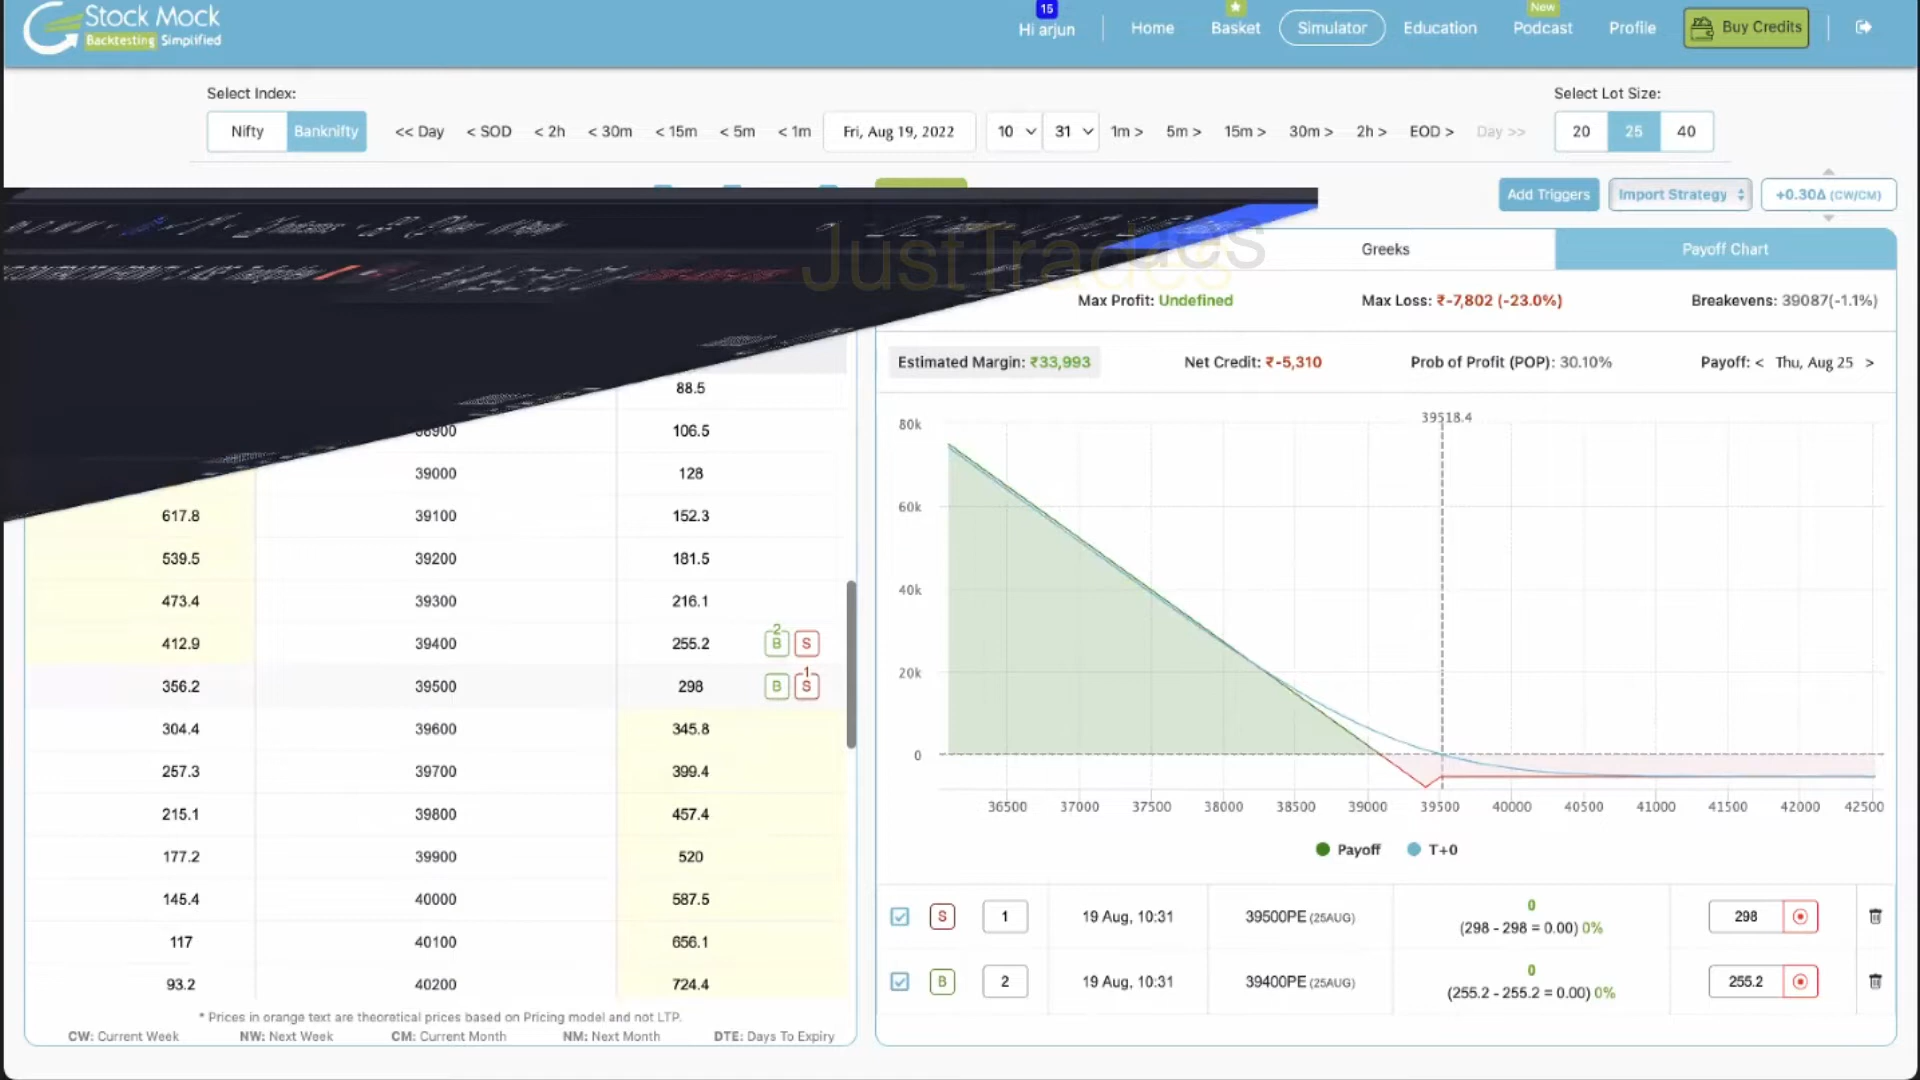 Stock Mock
Backtesting Simplified
15
Hi arjun
Home
Basket
Simulator
Education
New
Podcast
Profile
Buy Credits
Select Index:
Select Lot Size:
Nifty
Banknifty
<< Day
< SOD
< 2h
< 30m
< 15m
< 5m
< 1m
Fri, Aug 19, 2022
10
31
1m >
5m >
15m >
30m >
2h >
EOD >
Day >>
20
25
40
Add Triggers
Import Strategy
+0.30Δ (CW/CM)
JustTrades
Greeks
Payoff Chart
Max Profit: Undefined
Max Loss: ₹-7,802 (-23.0%)
Breakevens: 39087(-1.1%)
Estimated Margin: ₹33,993
Net Credit: ₹-5,310
Prob of Profit (POP): 30.10%
Payoff: < Thu, Aug 25 >
88.5
38900 106.5
39000 128
617.8 39100 152.3
539.5 39200 181.5
473.4 39300 216.1
412.9 39400 255.2 2 B S
356.2 39500 298 B 1 S
304.4 39600 345.8
257.3 39700 399.4
215.1 39800 457.4
177.2 39900 520
145.4 40000 587.5
117 40100 656.1
93.2 40200 724.4
* Prices in orange text are theoretical prices based on Pricing model and not LTP.
CW: Current Week
NW: Next Week
CM: Current Month
NM: Next Month
DTE: Days To Expiry
39518.4
80k
60k
40k
20k
0
36500 37000 37500 38000 38500 39000 39500 40000 40500 41000 41500 42000 42500
Payoff
T+0
S 1 19 Aug, 10:31 39500PE (25AUG) 0 298
(298 - 298 = 0.00) 0%
B 2 19 Aug, 10:31 39400PE (25AUG) 0 255.2
(255.2 - 255.2 = 0.00) 0%